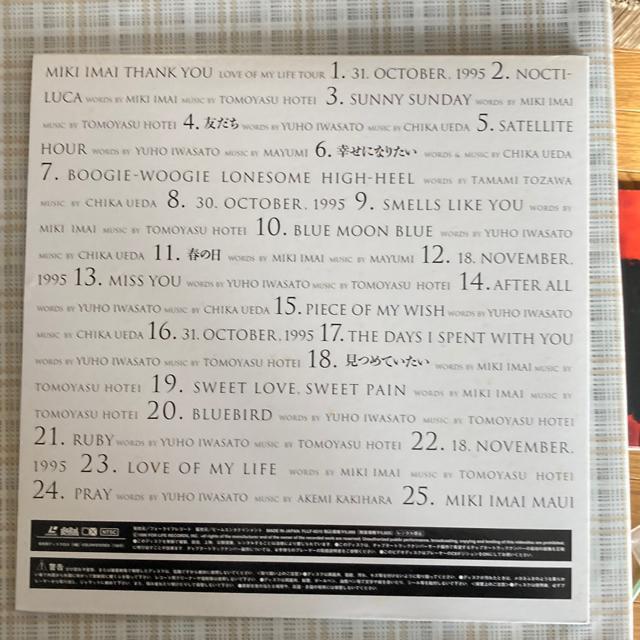 MIKI IMAI THANK YOU LOVE OF MY LIFE TOUR 1. 31. OCTOBER, 1995 2. NOCTI-
LUCA WORDS BY MIKI IMAI MUSIC BY TOMOYASU HOTEI 3. SUNNY SUNDAY WORDS BY MIKI IMAI
MUSIC BY TOMOYASU HOTEI 4. 友だち WORDS BY YUHO IWASATO MUSIC BY CHIKA UEDA 5. SATELLITE
HOUR WORDS BY YUHO IWASATO MUSIC BY MAYUMI 6. 幸せになりたい WORDS & MUSIC BY CHIKA UEDA
7. BOOGIE-WOOGIE LONESOME HIGH-HEEL WORDS BY TAMAMI TOZAWA
MUSIC BY CHIKA UEDA 8. 30. OCTOBER, 1995 9. SMELLS LIKE YOU WORDS BY
MIKI IMAI MUSIC BY TOMOYASU HOTEI 10. BLUE MOON BLUE WORDS BY YUHO IWASATO
MUSIC BY CHIKA UEDA 11. 春の日 WORDS BY MIKI IMAI MUSIC BY MAYUMI 12. 18. NOVEMBER,
1995 13. MISS YOU WORDS BY YUHO IWASATO MUSIC BY TOMOYASU HOTEI 14. AFTER ALL
WORDS BY YUHO IWASATO MUSIC BY CHIKA UEDA 15. PIECE OF MY WISH WORDS BY YUHO IWASATO
MUSIC BY CHIKA UEDA 16. 31. OCTOBER, 1995 17. THE DAYS I SPENT WITH YOU
WORDS BY YUHO IWASATO MUSIC BY TOMOYASU HOTEI 18. 見つめていたい WORDS BY MIKI IMAI MUSIC BY
TOMOYASU HOTEI 19. SWEET LOVE, SWEET PAIN WORDS BY MIKI IMAI MUSIC BY
TOMOYASU HOTEI 20. BLUEBIRD WORDS BY YUHO IWASATO MUSIC BY TOMOYASU HOTEI
21. RUBY WORDS BY YUHO IWASATO MUSIC BY TOMOYASU HOTEI 22. 18. NOVEMBER,
1995 23. LOVE OF MY LIFE WORDS BY MIKI IMAI MUSIC BY TOMOYASU HOTEI
24. PRAY WORDS BY YUHO IWASATO MUSIC BY AKEMI KAKIHARA 25. MIKI IMAI MAUI
NTSC
MADE IN JAPAN
FOR LIFE RECORDS, INC.
警告